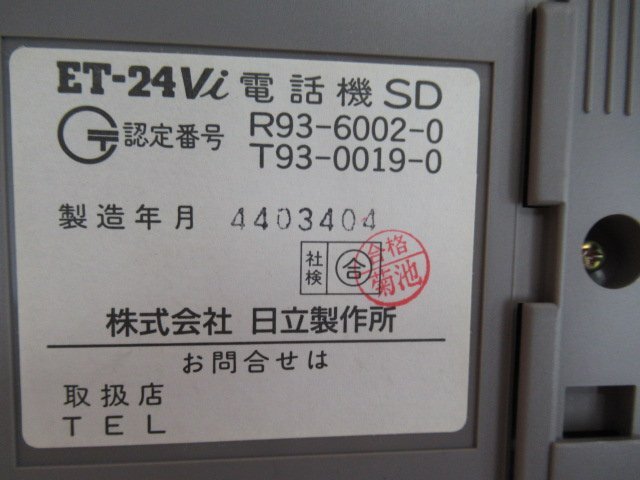 ET-24Vi 電話機SD
認定番号 R93-6002-0
T93-0019-0
製造年月 4403404
社検 合 合格 菊池
株式会社 日立製作所
お問合せは
取扱店
TEL